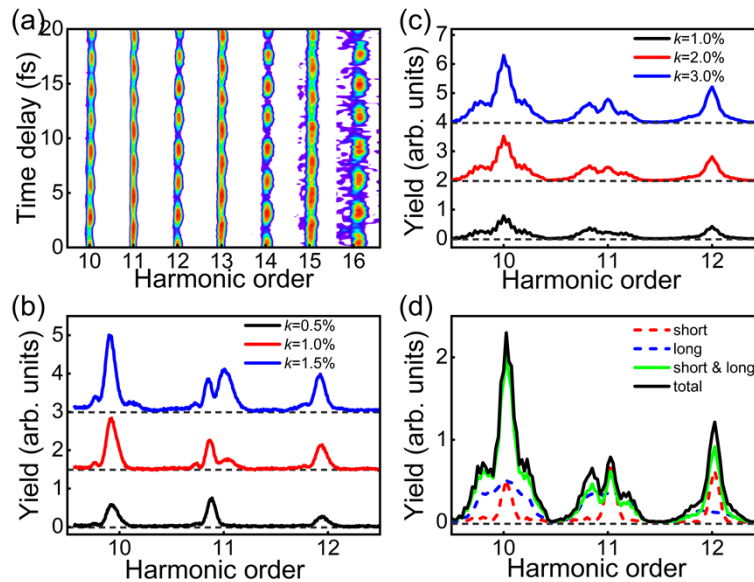 (a)
Time delay (fs)
20
15
10
5
0
10 11 12 13 14 15 16
Harmonic order
(c)
Yield (arb. units)
7
6
5
4
3
2
1
0
k=1.0%
k=2.0%
k=3.0%
10 11 12
Harmonic order
(b)
Yield (arb. units)
5
4
3
2
1
0
k=0.5%
k=1.0%
k=1.5%
10 11 12
Harmonic order
(d)
Yield (arb. units)
2
1
0
short
long
short & long
total
10 11 12
Harmonic order